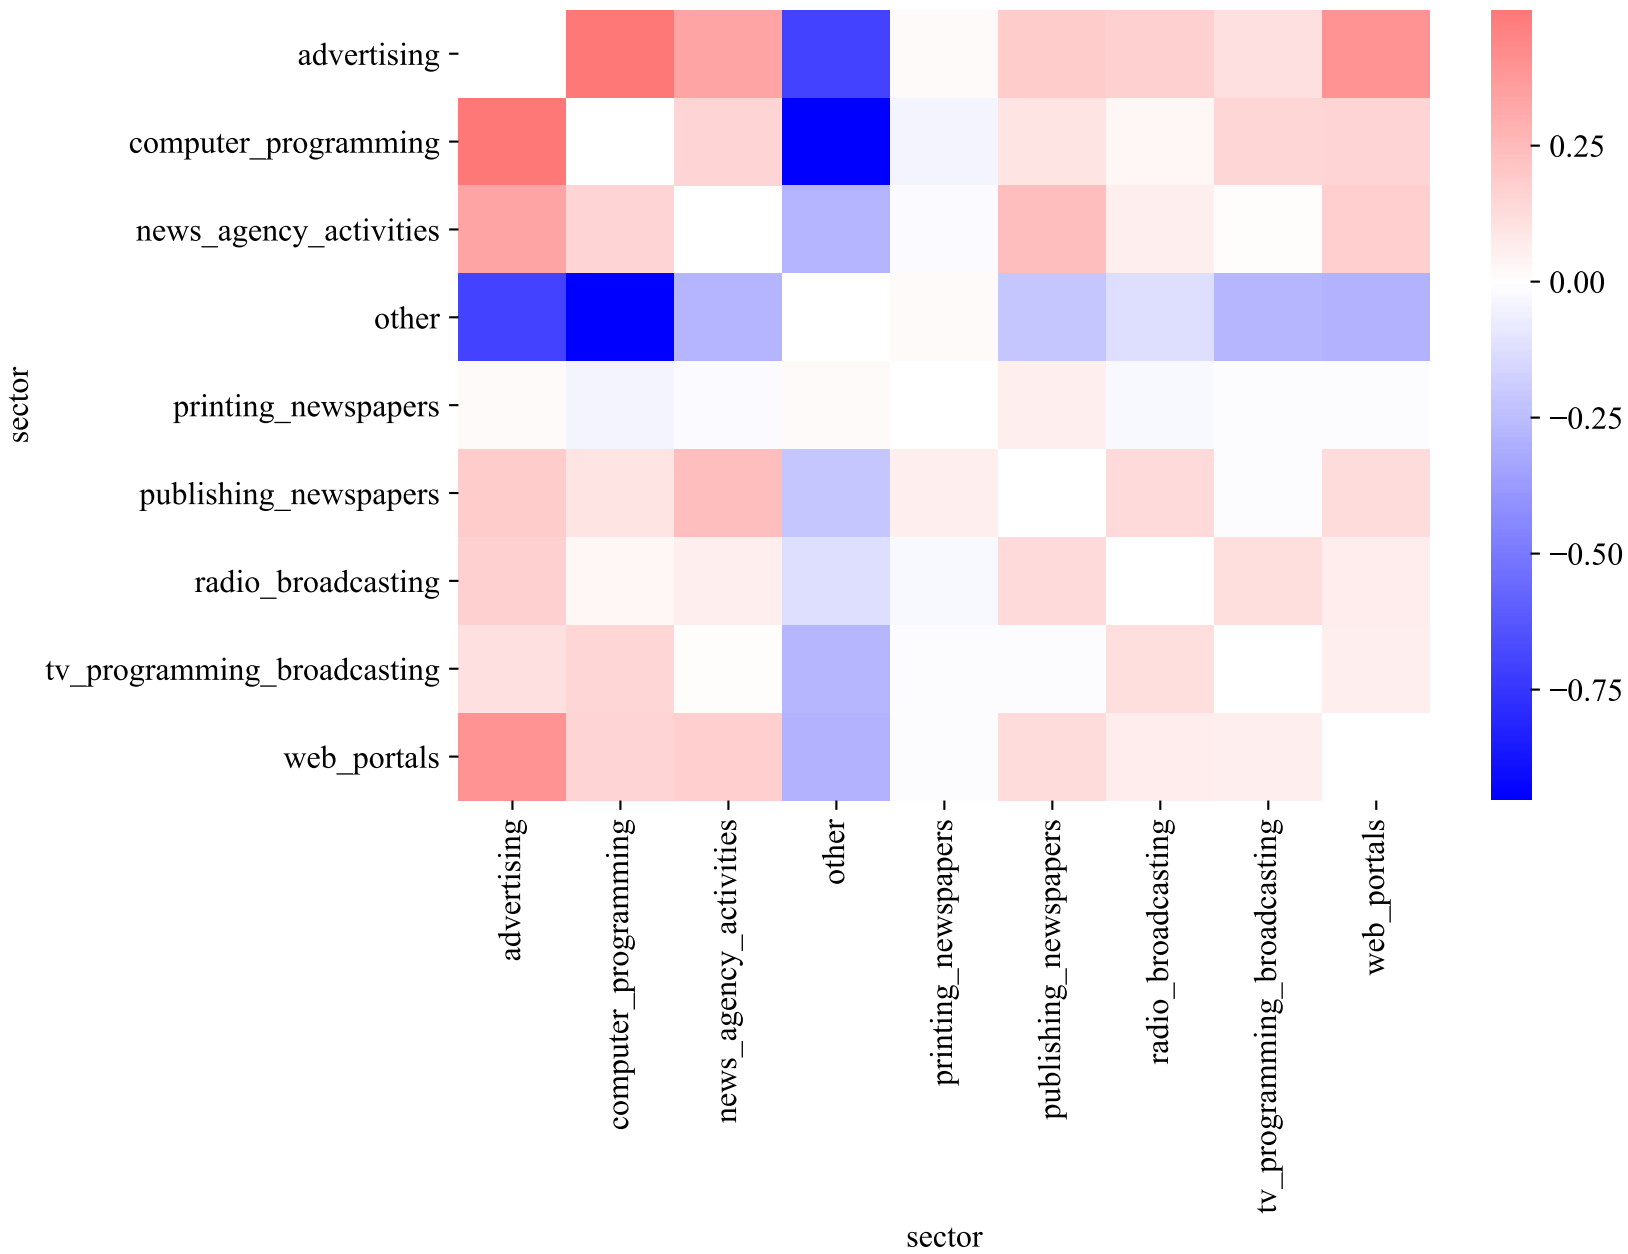 advertising
computer_programming
news_agency_activities
other
printing_newspapers
publishing_newspapers
radio_broadcasting
tv_programming_broadcasting
web_portals
sector
advertising
computer_programming
news_agency_activities
other
printing_newspapers
publishing_newspapers
radio_broadcasting
tv_programming_broadcasting
web_portals
sector
0.25
0.00
−0.25
−0.50
−0.75